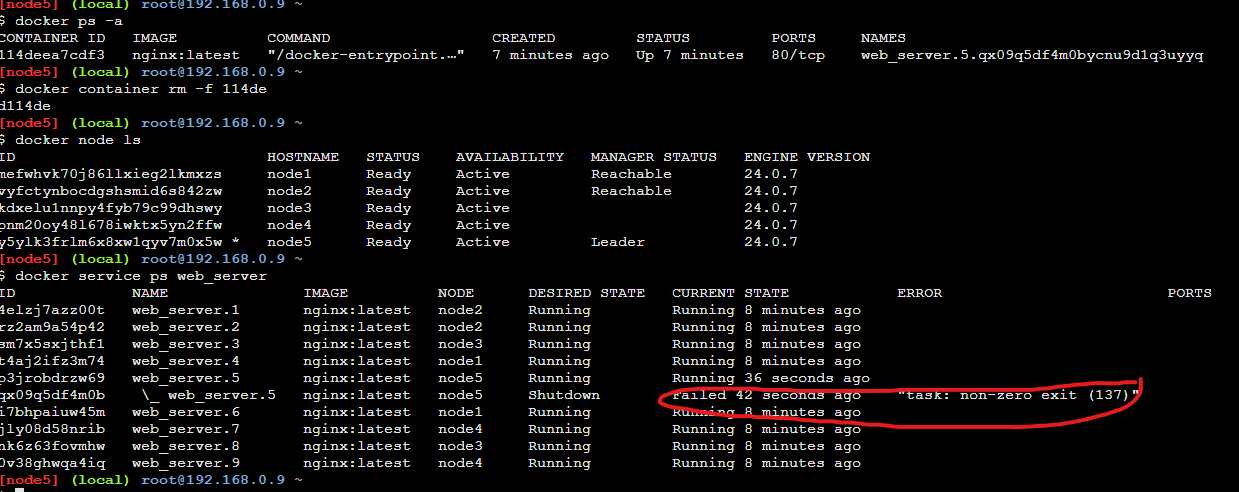 [node5] (local) root@192.168.0.9 ~
$ docker ps -a
CONTAINER ID   IMAGE          COMMAND                  CREATED         STATUS         PORTS     NAMES
114deea7cdf3   nginx:latest   "/docker-entrypoint.…"   7 minutes ago   Up 7 minutes   80/tcp    web_server.5.qx09q5df4m0bycnu9d1q3uyyq
[node5] (local) root@192.168.0.9 ~
$ docker container rm -f 114de
d114de
[node5] (local) root@192.168.0.9 ~
$ docker node ls
ID                            HOSTNAME   STATUS    AVAILABILITY   MANAGER STATUS   ENGINE VERSION
mefwhvk70j86llxieg2lkmxzs     node1      Ready     Active         Reachable        24.0.7
vyfctynbocdgshsmid6s842zw     node2      Ready     Active         Reachable        24.0.7
kdxelu1nnpy4fyb79c99dhswy     node3      Ready     Active                          24.0.7
pnm20oy48l678iwktx5yn2ffw     node4      Ready     Active                          24.0.7
y5ylk3frlm6x8xw1qyv7m0x5w *   node5      Ready     Active         Leader           24.0.7
[node5] (local) root@192.168.0.9 ~
$ docker service ps web_server
ID             NAME               IMAGE          NODE      DESIRED STATE   CURRENT STATE            ERROR                         PORTS
4elzj7azz00t   web_server.1       nginx:latest   node2     Running         Running 8 minutes ago
rz2am9a54p42   web_server.2       nginx:latest   node2     Running         Running 8 minutes ago
sm7x5sxjthf1   web_server.3       nginx:latest   node3     Running         Running 8 minutes ago
t4aj2ifz3m74   web_server.4       nginx:latest   node1     Running         Running 8 minutes ago
p3jrobdrzw69   web_server.5       nginx:latest   node5     Running         Running 36 seconds ago
qx09q5df4m0b    \_ web_server.5   nginx:latest   node5     Shutdown        Failed 42 seconds ago    "task: non-zero exit (137)"
i7bhpaiuw45m   web_server.6       nginx:latest   node1     Running         Running 8 minutes ago
jly08d58nrib   web_server.7       nginx:latest   node4     Running         Running 8 minutes ago
nk6z63fovmhw   web_server.8       nginx:latest   node3     Running         Running 8 minutes ago
0v38ghwqa4iq   web_server.9       nginx:latest   node4     Running         Running 8 minutes ago
[node5] (local) root@192.168.0.9 ~